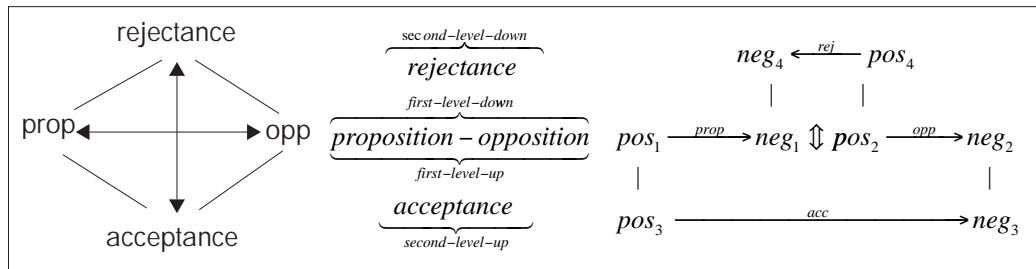 rejectance
prop
opp
acceptance
second-level-down
rejectance
first-level-down
proposition – opposition
first-level-up
acceptance
second-level-up
neg₄ ←rej pos₄
| |
pos₁ prop→ neg₁ ⇕ pos₂ opp→ neg₂
| |
pos₃ acc→ neg₃